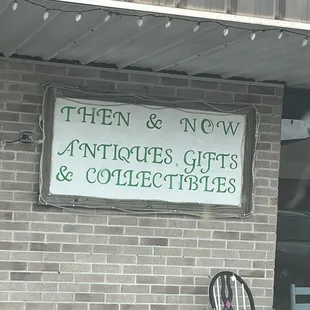 THEN & NOW
ANTIQUES, GIFTS
& COLLECTIBLES